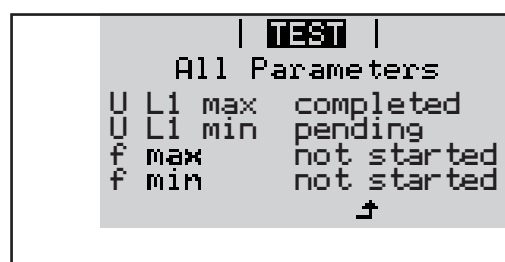 | TEST |
All Parameters
U L1 max completed
U L1 min pending
f max not started
f min not started